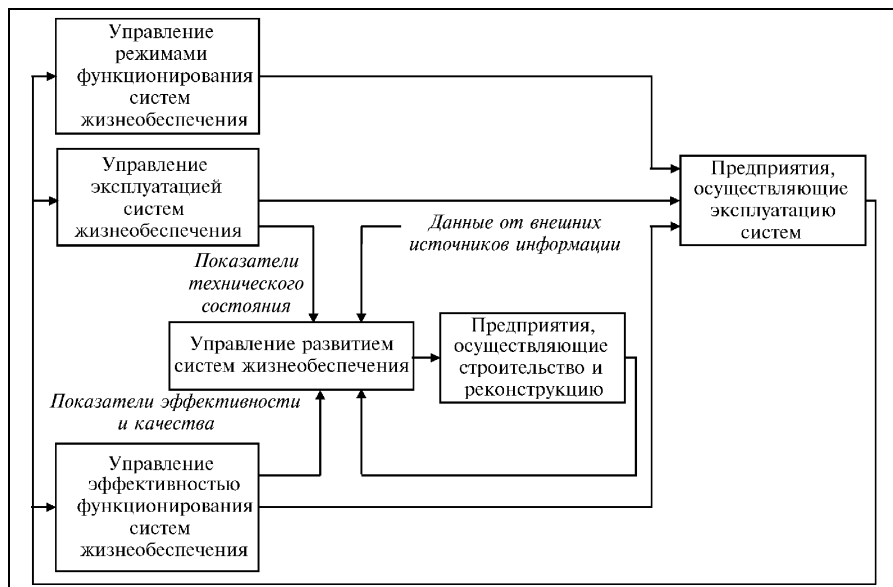 Управление
режимами
функционирования
систем
жизнеобеспечения
Управление
эксплуатацией
систем
жизнеобеспечения
Предприятия,
осуществляющие
эксплуатацию
систем
Данные от внешних
источников информации
Показатели
технического
состояния
Управление развитием
систем жизнеобеспечения
Предприятия,
осуществляющие
строительство и
реконструкцию
Показатели эффективности
и качества
Управление
эффективностью
функционирования
систем
жизнеобеспечения